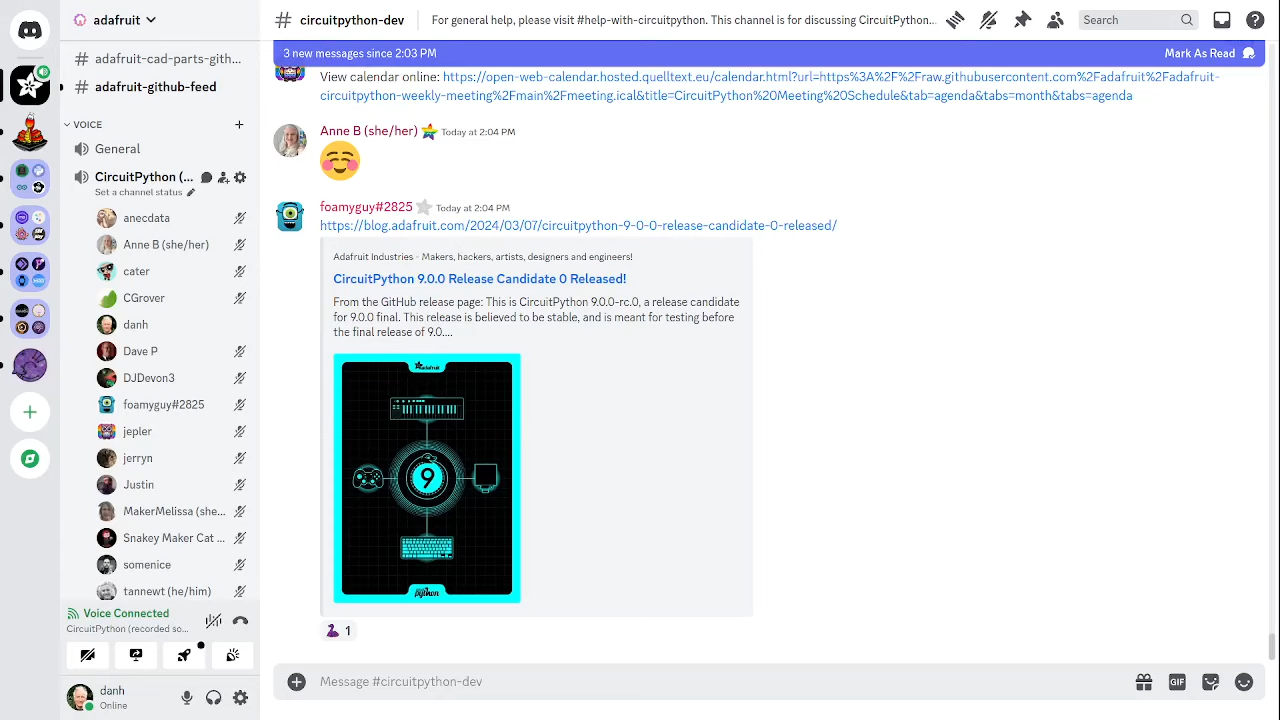 adafruit
circuitpython-dev
For general help, please visit #help-with-circuitpython. This channel is for discussing CircuitPython...
Search
3 new messages since 2:03 PM
Mark As Read
adafruit-cad-parts-gith...
adafruit-github-feed
VOICE
General
CircuitPython (...
Set a channel status
anecdata
Anne B (she/her)
cater
CGrover
danh
Dave P
DJDevon3
foamyguy#2825
jepler
jerryn
Justin
MakerMelissa (she...
Snakey Maker Cat ...
somenice
tannewt (he/him)
Voice Connected
CircuitPython (recorded so...
danh
Online
View calendar online: https://open-web-calendar.hosted.quelltext.eu/calendar.html?url=https%3A%2F%2Fraw.githubusercontent.com%2Fadafruit%2Fadafruit-
circuitpython-weekly-meeting%2Fmain%2Fmeeting.ical&title=CircuitPython%20Meeting%20Schedule&tab=agenda&tabs=month&tabs=agenda
Anne B (she/her) Today at 2:04 PM
foamyguy#2825 Today at 2:04 PM
https://blog.adafruit.com/2024/03/07/circuitpython-9-0-0-release-candidate-0-released/
Adafruit Industries - Makers, hackers, artists, designers and engineers!
CircuitPython 9.0.0 Release Candidate 0 Released!
From the GitHub release page: This is CircuitPython 9.0.0-rc.0, a release candidate
for 9.0.0 final. This release is believed to be stable, and is meant for testing before
the final release of 9.0....
adafruit
9
python
1
Message #circuitpython-dev
GIF